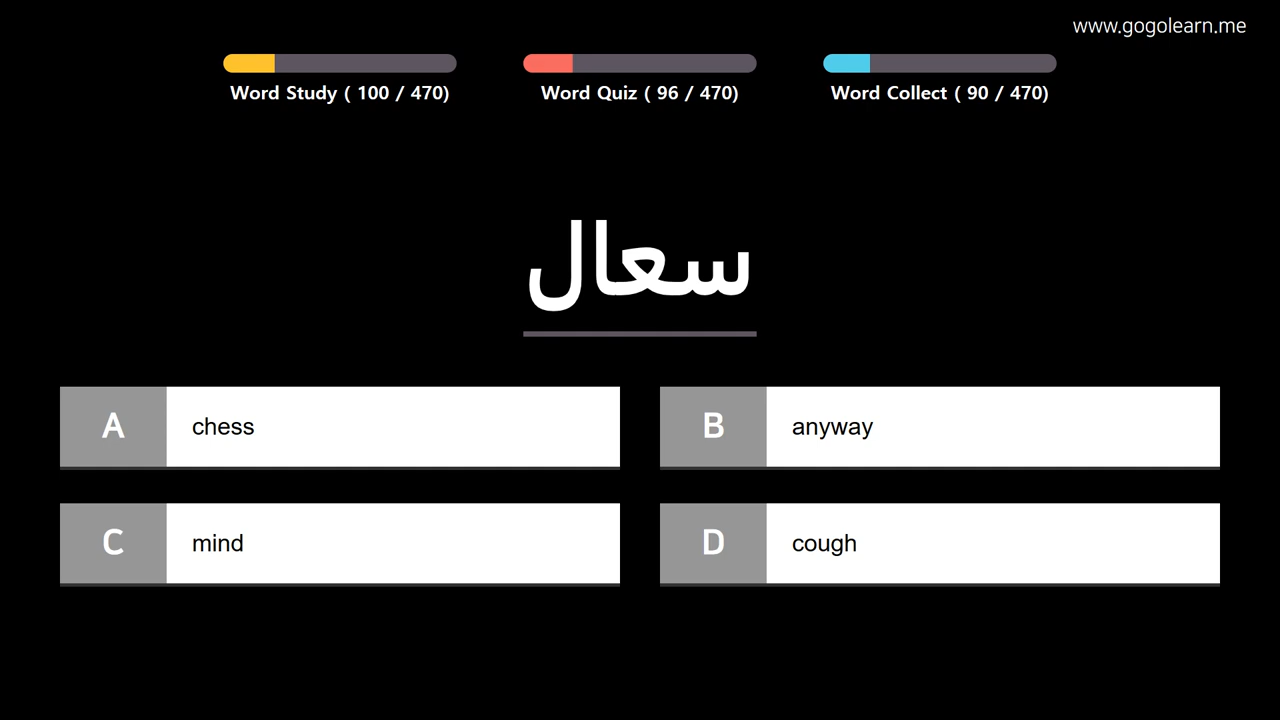 www.gogolearn.me
Word Study ( 100 / 470)
Word Quiz ( 96 / 470)
Word Collect ( 90 / 470)
سعال
A chess
B anyway
C mind
D cough